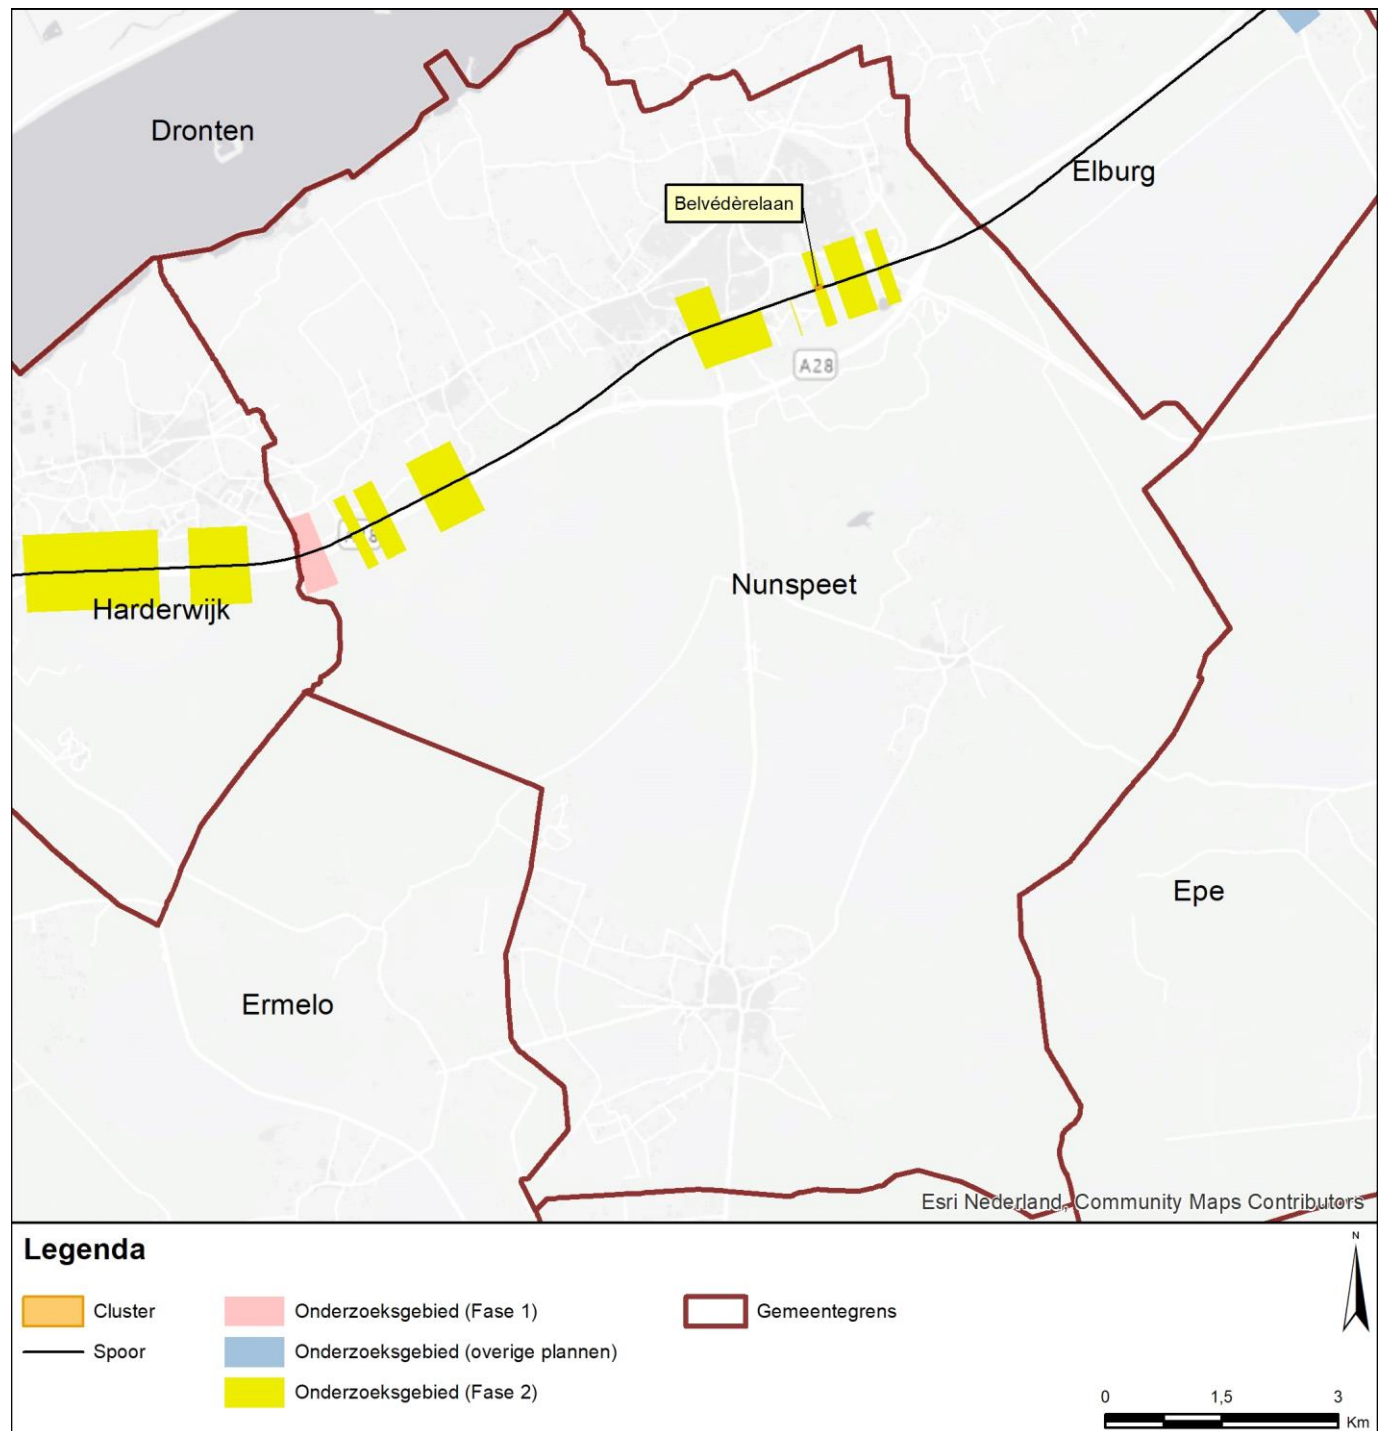 Dronten
Elburg
Belvédèrelaan
A28
Nunspeet
Harderwijk
Epe
Ermelo
Esri Nederland, Community Maps Contributors
Legenda
N
Cluster
Onderzoeksgebied (Fase 1)
Gemeentegrens
Spoor
Onderzoeksgebied (overige plannen)
Onderzoeksgebied (Fase 2)
0 1,5 3
Km